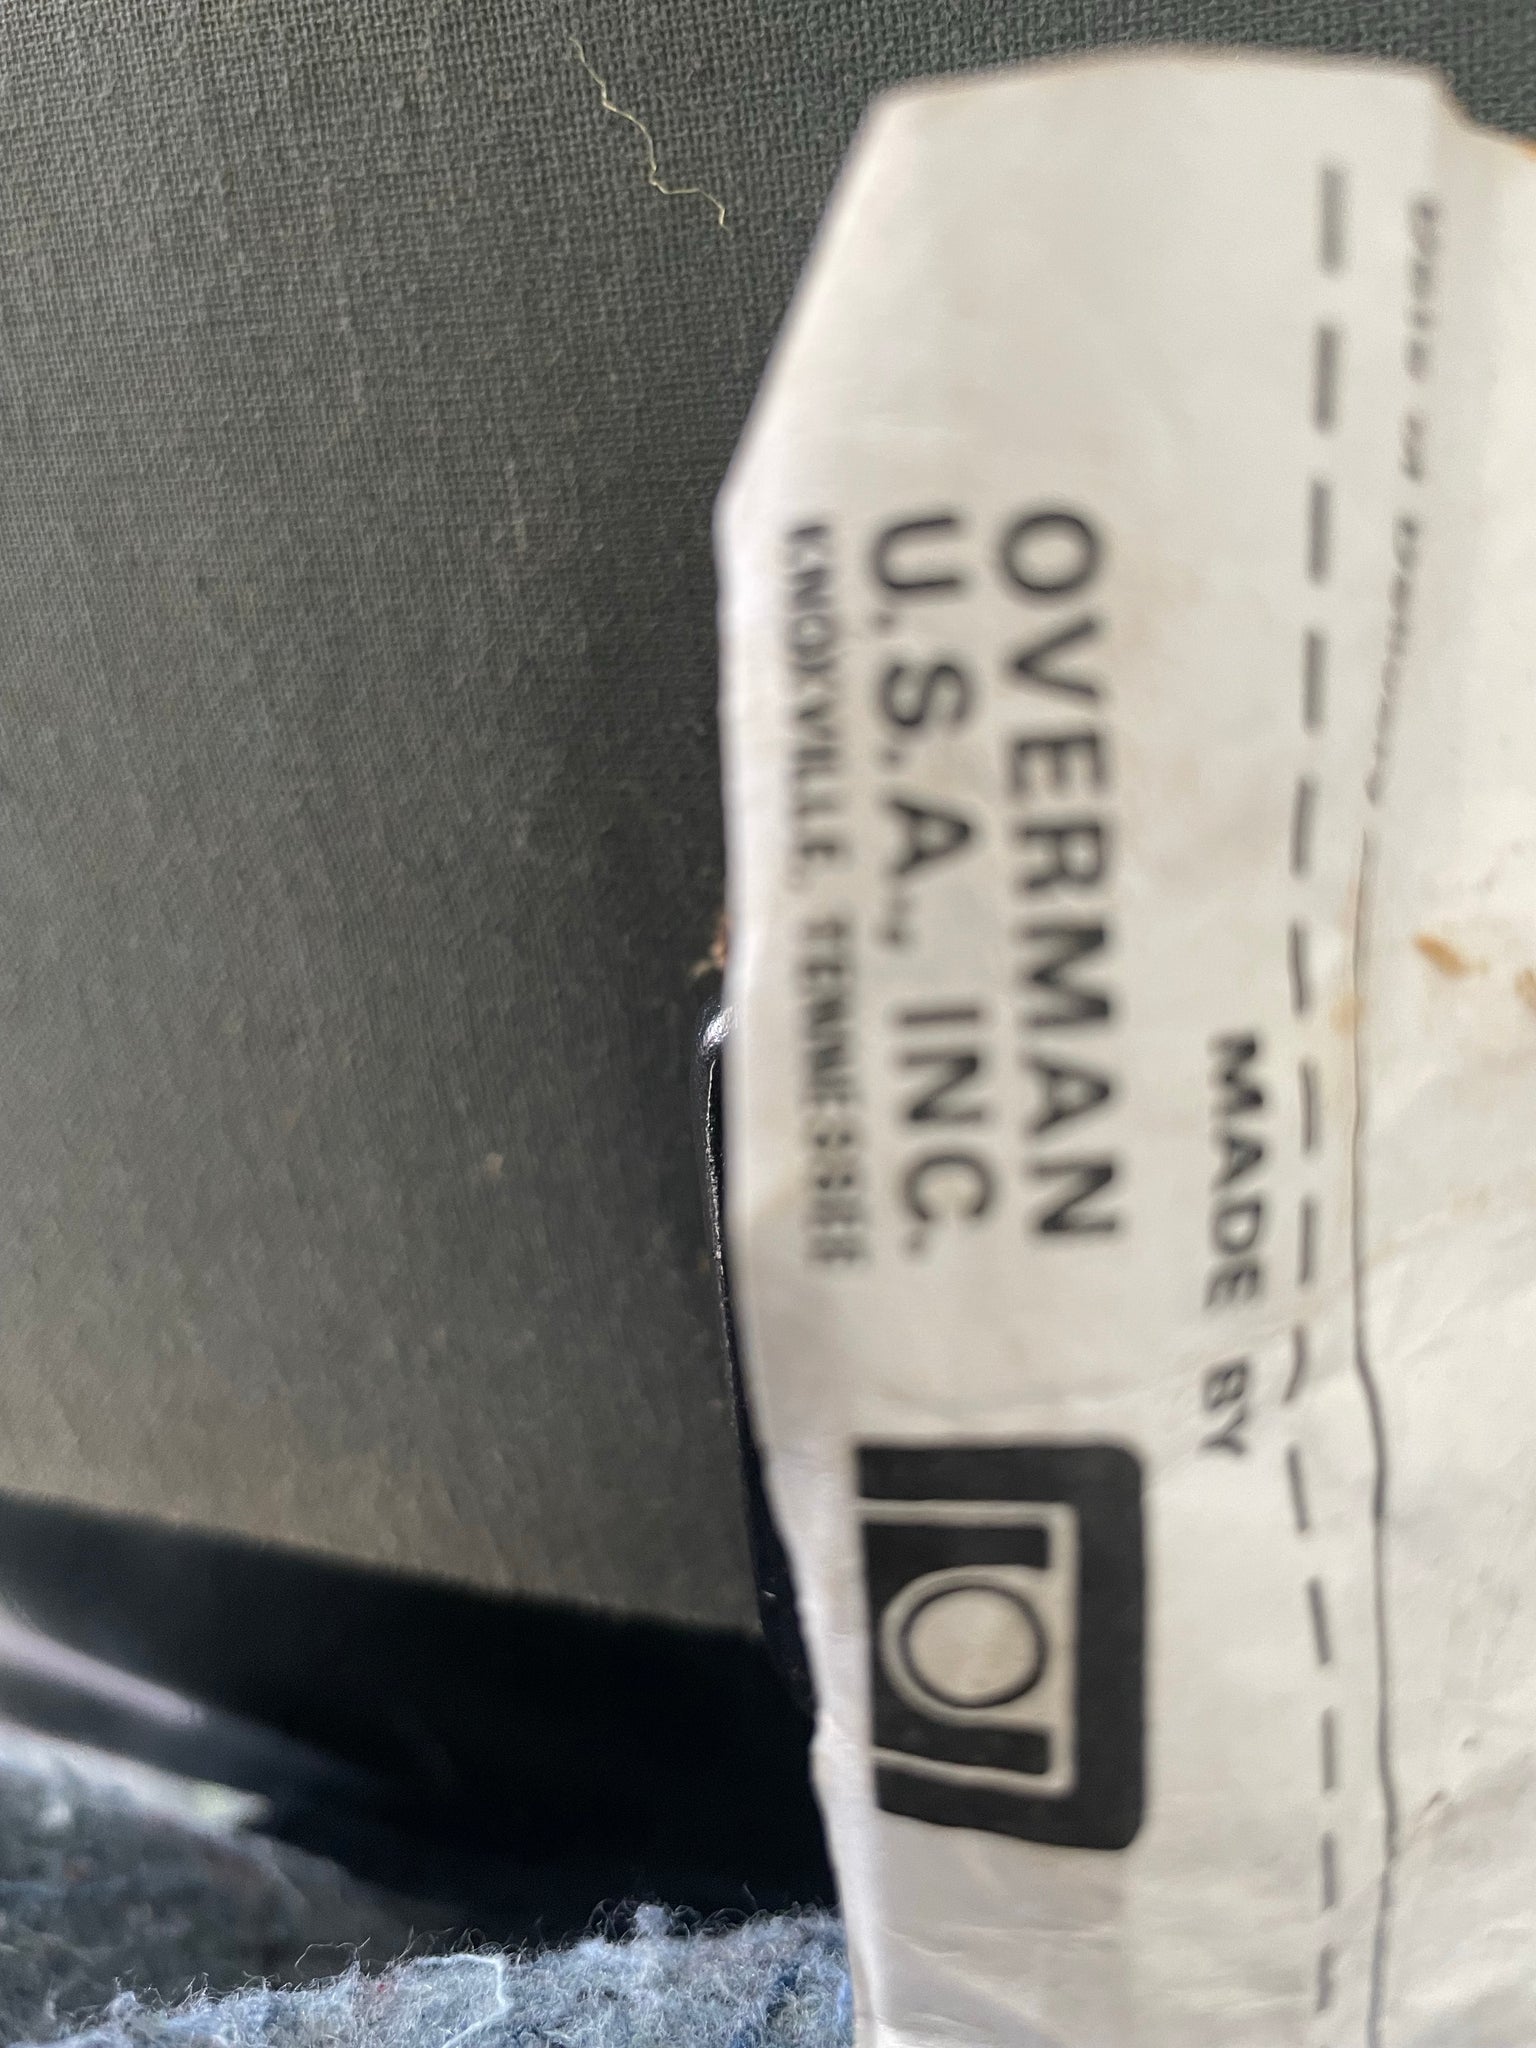 MADE BY
OVERMAN
U.S.A., INC.
KNOXVILLE, TENNESSEE